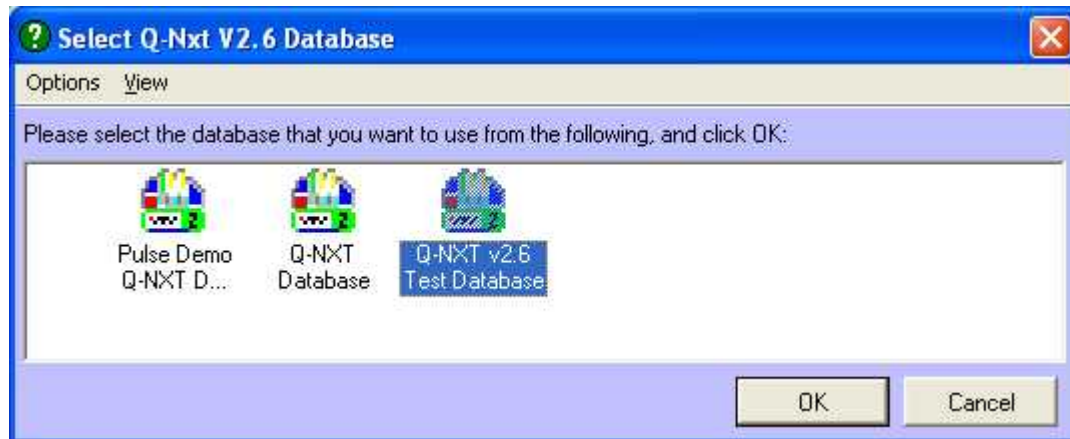 Select Q-Nxt V2.6 Database
Options View
Please select the database that you want to use from the following, and click OK:
Pulse Demo
Q-NXT D...
Q-NXT
Database
Q-NXT v2.6
Test Database
OK
Cancel